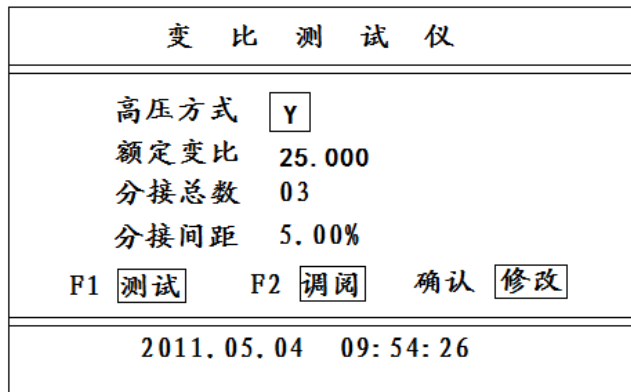 变比测试仪
高压方式 Y
额定变比 25.000
分接总数 03
分接间距 5.00%
F1 测试 F2 调阅 确认 修改
2011.05.04 09:54:26